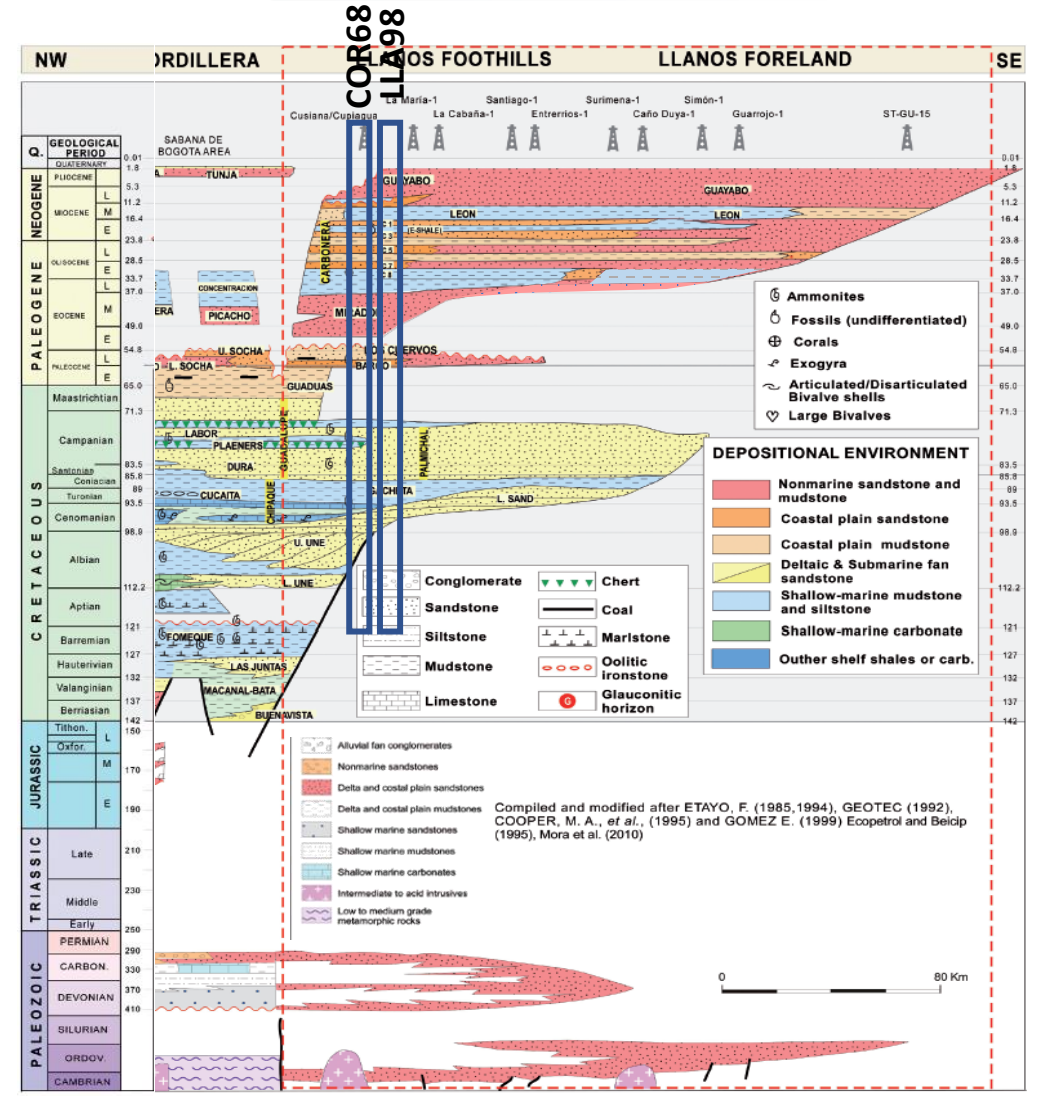 COR68
LLA98
NW
ORDILLERA
LLANOS FOOTHILLS
LLANOS FORELAND
SE
La María-1
Santiago-1
Surimena-1
Simón-1
Cusiana/Cupiagua
La Cabaña-1
Entrerrios-1
Caño Duya-1
Guarrojo-1
ST-GU-15
Q.
GEOLOGICAL PERIOD
SABANA DE
BOGOTA AREA
QUATERNARY
0.01
0.01
NEOGENE
PLIOCENE
1.8
1.8
A
TUNJA
GUAYABO
GUAYABO
5.3
5.3
MIOCENE
L
11.2
11.2
M
16.4
16.4
LEON
LEON
E
C 1
(E-SHALE)
C 3
23.8
23.8
CARBONERA
PALEOGENE
OLIGOCENE
L
C 5
28.5
28.5
E
C 7
C 8
33.7
33.7
EOCENE
L
CONCENTRACION
37.0
37.0
M
ERA
PICACHO
MIRADOR
49.0
49.0
E
54.8
54.8
U. SOCHA
LOS CUERVOS
PALEOCENE
L
L. SOCHA
BARCO
E
GUADUAS
65.0
65.0
CRETACEOUS
Maastrichtian
71.3
71.3
Campanian
LABOR
PLAENERS
GUADALUPE
PALMICHAL
DURA
83.5
83.5
Santonian
85.8
85.8
Coniacian
89
89
Turonian
CUCAITA
CHIPAQUE
GACHETA
L. SAND
93.5
93.5
Cenomanian
98.9
98.9
U. UNE
Albian
L. UNE
112.2
112.2
Aptian
121
121
Barremian
FOMEQUE
127
127
Hauterivian
LAS JUNTAS
132
132
Valanginian
MACANAL-BATA
137
137
Berriasian
BUENAVISTA
142
142
Ammonites
Fossils (undifferentiated)
Corals
Exogyra
Articulated/Disarticulated
Bivalve shells
Large Bivalves
DEPOSITIONAL ENVIRONMENT
Nonmarine sandstone and
mudstone
Coastal plain sandstone
Coastal plain mudstone
Deltaic & Submarine fan
sandstone
Shallow-marine mudstone
and siltstone
Shallow-marine carbonate
Outher shelf shales or carb.
Conglomerate
Chert
Sandstone
Coal
Siltstone
Marlstone
Mudstone
Oolitic
ironstone
Limestone
G
Glauconitic
horizon
JURASSIC
Tithon.
L
150
Oxfor.
M
170
E
190
TRIASSIC
Late
210
230
Middle
Early
250
PALEOZOIC
PERMIAN
290
CARBON.
330
370
DEVONIAN
410
SILURIAN
ORDOV.
CAMBRIAN
Alluvial fan conglomerates
Nonmarine sandstones
Delta and costal plain sandstones
Delta and costal plain mudstones
Shallow marine sandstones
Shallow marine mudstones
Shallow marine carbonates
Intermediate to acid intrusives
Low to medium grade
metamorphic rocks
Compiled and modified after ETAYO, F. (1985,1994), GEOTEC (1992),
COOPER, M. A., et al., (1995) and GOMEZ E. (1999) Ecopetrol and Beicip
(1995), Mora et al. (2010)
0
80 Km